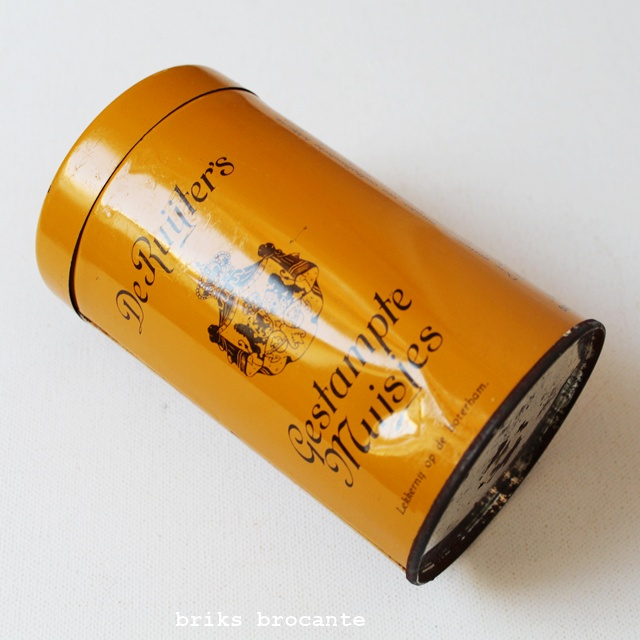 De Ruijter's
Gestampte
Muisjes
Lekkernij op de boterham.
briks brocante